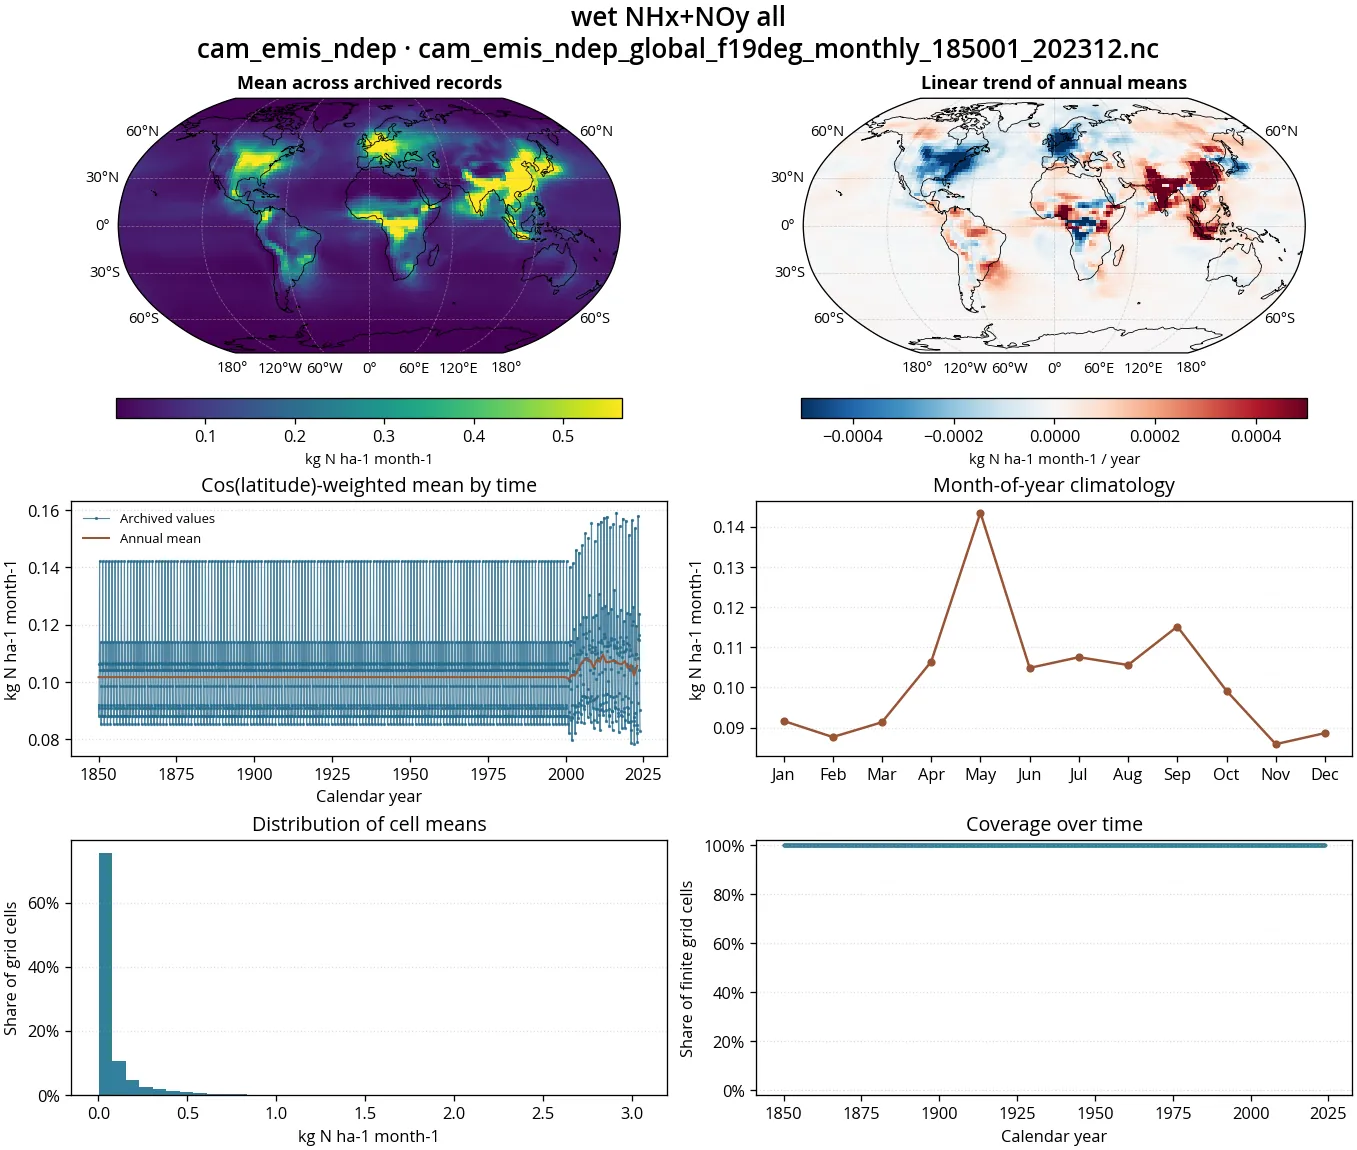 wet NHx+NOy all
cam_emis_ndep · cam_emis_ndep_global_f19deg_monthly_185001_202312.nc
Mean across archived records
60°N
60°N
30°N
30°N
0°
0°
30°S
30°S
60°S
60°S
180°
120°W
60°W
0°
60°E
120°E
180°
0.1
0.2
0.3
0.4
0.5
kg N ha-1 month-1
Linear trend of annual means
60°N
60°N
30°N
30°N
0°
0°
30°S
30°S
60°S
60°S
180°
120°W
60°W
0°
60°E
120°E
180°
−0.0004
−0.0002
0.0000
0.0002
0.0004
kg N ha-1 month-1 / year
Cos(latitude)-weighted mean by time
kg N ha-1 month-1
0.16
0.14
0.12
0.10
0.08
Archived values
Annual mean
1850
1875
1900
1925
1950
1975
2000
2025
Calendar year
Month-of-year climatology
kg N ha-1 month-1
0.14
0.13
0.12
0.11
0.10
0.09
Jan
Feb
Mar
Apr
May
Jun
Jul
Aug
Sep
Oct
Nov
Dec
Distribution of cell means
Share of grid cells
60%
40%
20%
0%
0.0
0.5
1.0
1.5
2.0
2.5
3.0
kg N ha-1 month-1
Coverage over time
Share of finite grid cells
100%
80%
60%
40%
20%
0%
1850
1875
1900
1925
1950
1975
2000
2025
Calendar year